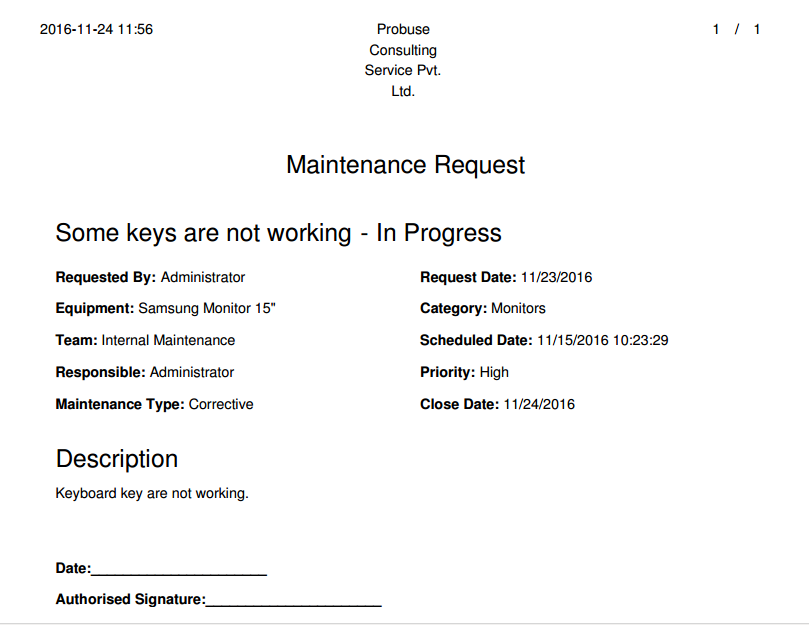 2016-11-24 11:56 Probuse 1 / 1
Consulting
Service Pvt.
Ltd.
Maintenance Request
Some keys are not working - In Progress
Requested By: Administrator Request Date: 11/23/2016
Equipment: Samsung Monitor 15" Category: Monitors
Team: Internal Maintenance Scheduled Date: 11/15/2016 10:23:29
Responsible: Administrator Priority: High
Maintenance Type: Corrective Close Date: 11/24/2016
Description
Keyboard key are not working.
Date:______________________
Authorised Signature:______________________